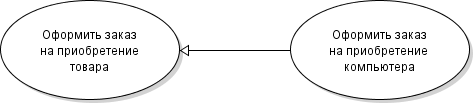 Оформить заказ
на приобретение
товара
Оформить заказ
на приобретение
компьютера